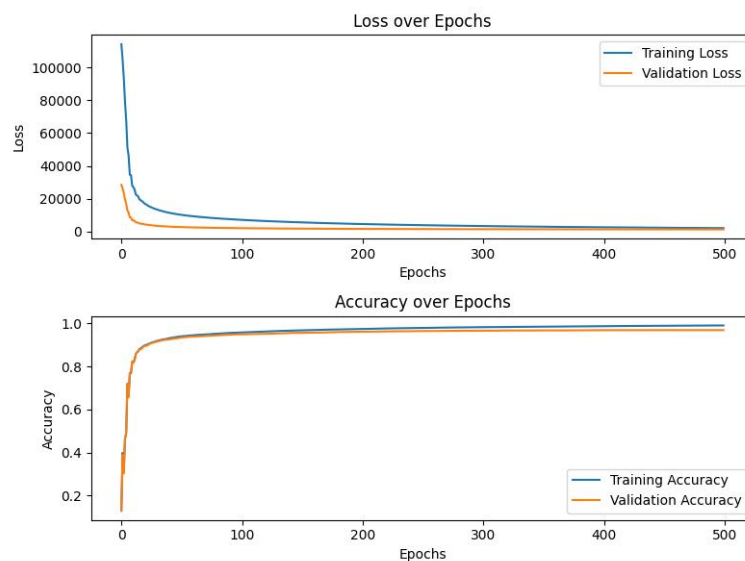 Loss over Epochs
Training Loss
Validation Loss
100000
80000
60000
40000
20000
0
Loss
0 100 200 300 400 500
Epochs
Accuracy over Epochs
1.0
0.8
0.6
0.4
0.2
Accuracy
Training Accuracy
Validation Accuracy
0 100 200 300 400 500
Epochs